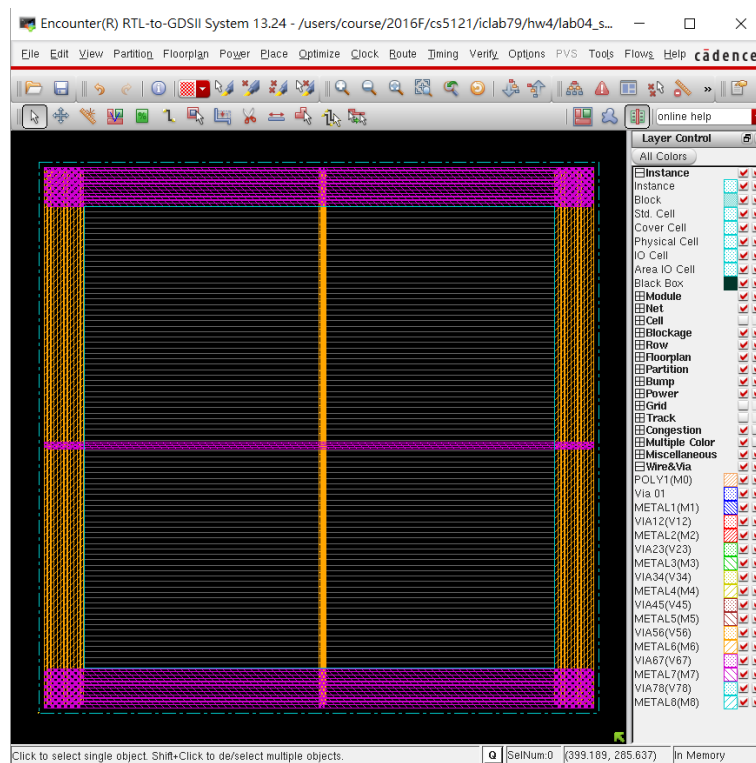 Encounter(R) RTL-to-GDSII System 13.24 - /users/course/2016F/cs5121/iclab79/hw4/lab04_s...
File Edit View Partition Floorplan Power Place Optimize Clock Route Timing Verify Options PVS Tools Flows Help cādence
online help
Layer Control
All Colors
Instance
Instance
Block
Std. Cell
Cover Cell
Physical Cell
IO Cell
Area IO Cell
Black Box
Module
Net
Cell
Blockage
Row
Floorplan
Partition
Bump
Power
Grid
Track
Congestion
Multiple Color
Miscellaneous
Wire&Via
POLY1(M0)
Via 01
METAL1(M1)
VIA12(V12)
METAL2(M2)
VIA23(V23)
METAL3(M3)
VIA34(V34)
METAL4(M4)
VIA45(V45)
METAL5(M5)
VIA56(V56)
METAL6(M6)
VIA67(V67)
METAL7(M7)
VIA78(V78)
METAL8(M8)
Click to select single object. Shift+Click to de/select multiple objects. Q SelNum:0 (399.189, 285.637) In Memory